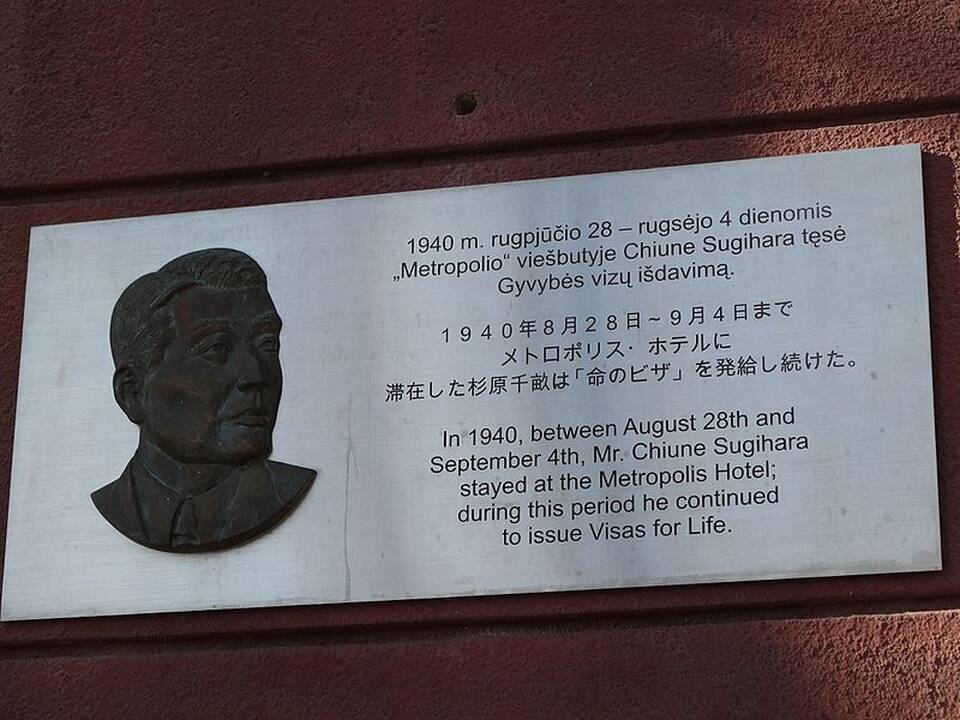 1940 m. rugpjūčio 28 – rugsėjo 4 dienomis
„Metropolio“ viešbutyje Chiune Sugihara tęsė
Gyvybės vizų išdavimą.
１９４０年８月２８日~９月４日まで
メトロポリス・ホテルに
滞在した杉原千畝は「命のビザ」を発給し続けた。
In 1940, between August 28th and
September 4th, Mr. Chiune Sugihara
stayed at the Metropolis Hotel;
during this period he continued
to issue Visas for Life.